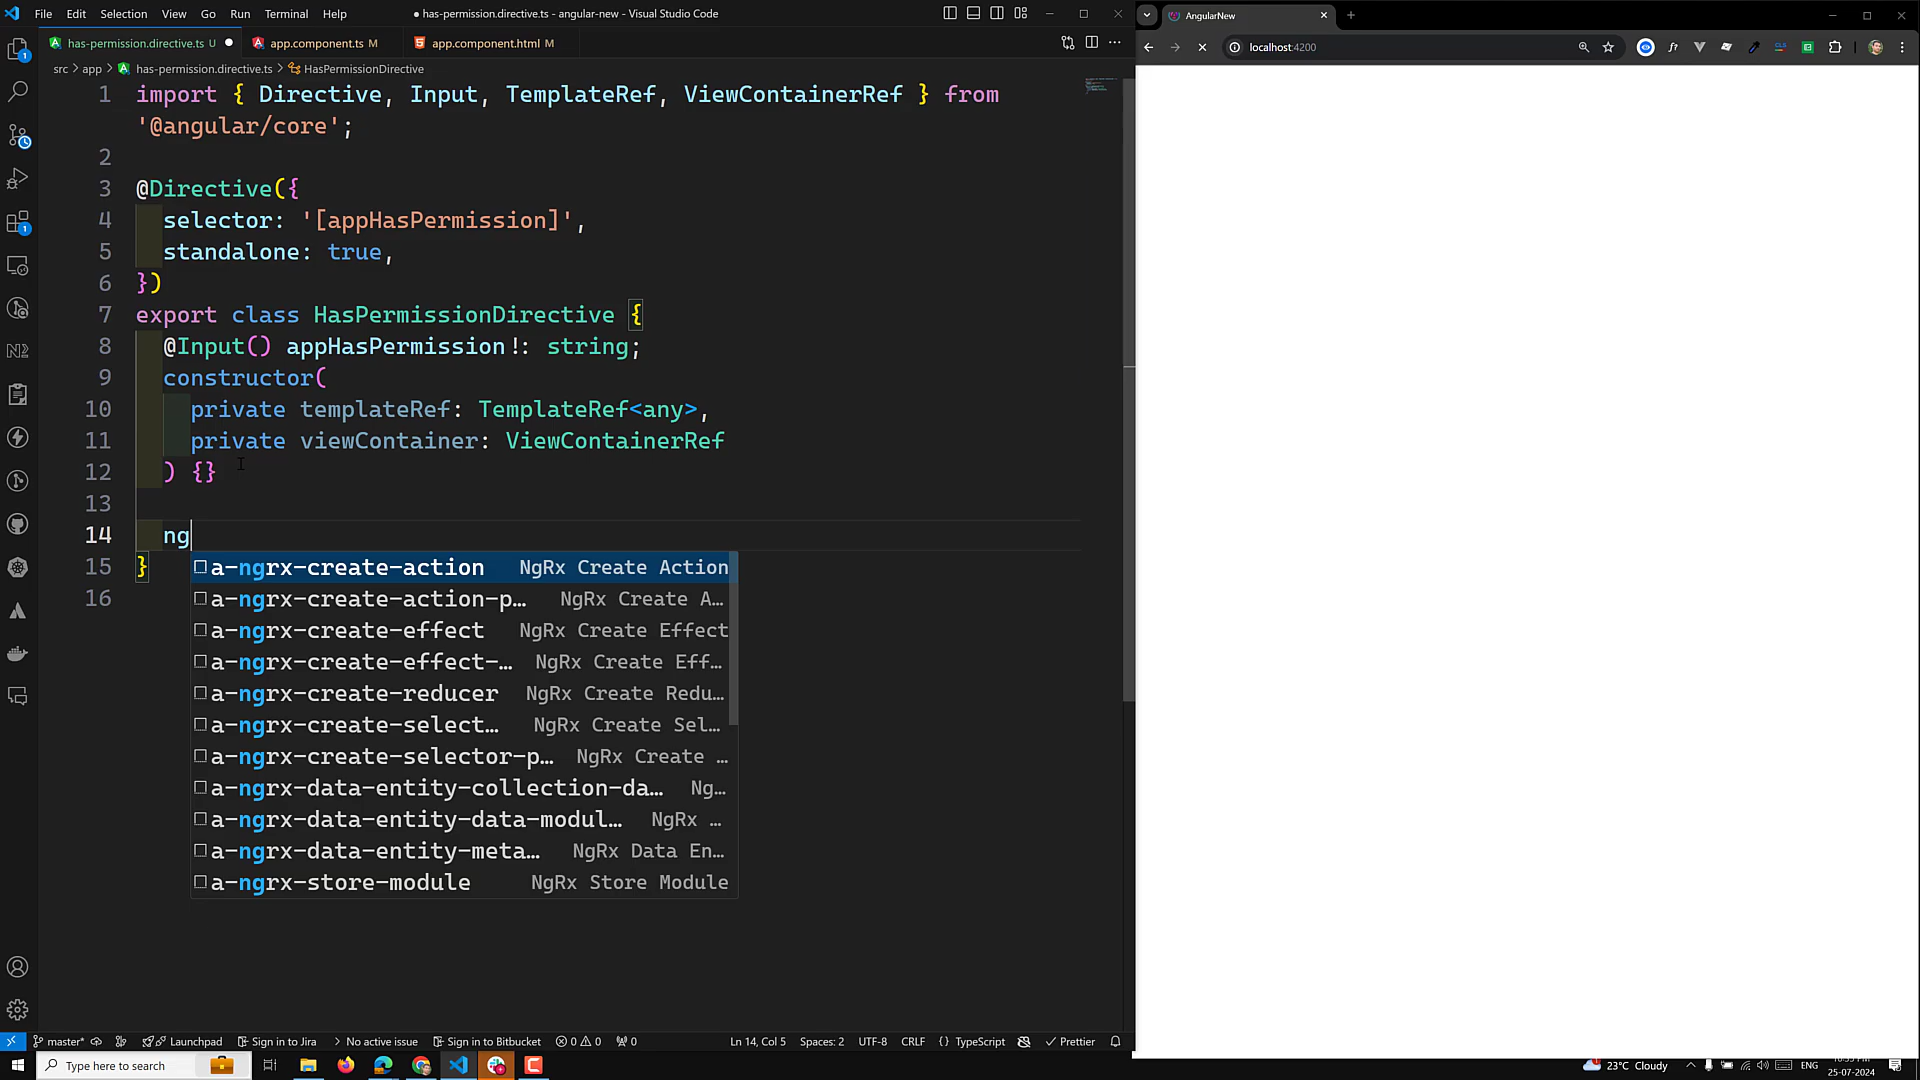 File Edit Selection View Go Run Terminal Help
● has-permission.directive.ts - angular-new - Visual Studio Code
has-permission.directive.ts U ●
app.component.ts M
app.component.html M
src > app > has-permission.directive.ts > HasPermissionDirective
1 import { Directive, Input, TemplateRef, ViewContainerRef } from
'@angular/core';
2
3 @Directive({
4 selector: '[appHasPermission]',
5 standalone: true,
6 })
7 export class HasPermissionDirective {
8 @Input() appHasPermission!: string;
9 constructor(
10 private templateRef: TemplateRef<any>,
11 private viewContainer: ViewContainerRef
12 ) {}
13
14 ng
a-ngrx-create-action NgRx Create Action
15 }
a-ngrx-create-action-p… NgRx Create A…
16
a-ngrx-create-effect NgRx Create Effect
a-ngrx-create-effect-… NgRx Create Eff…
a-ngrx-create-reducer NgRx Create Redu…
a-ngrx-create-select… NgRx Create Sel…
a-ngrx-create-selector-p… NgRx Create …
a-ngrx-data-entity-collection-da… Ng…
a-ngrx-data-entity-data-modul… NgRx …
a-ngrx-data-entity-meta… NgRx Data En…
a-ngrx-store-module NgRx Store Module
master* Launchpad Sign in to Jira No active issue Sign in to Bitbucket 0 0 0 Ln 14, Col 5 Spaces: 2 UTF-8 CRLF {} TypeScript Prettier
AngularNew
localhost:4200
Type here to search
23°C Cloudy
ENG
25-07-2024